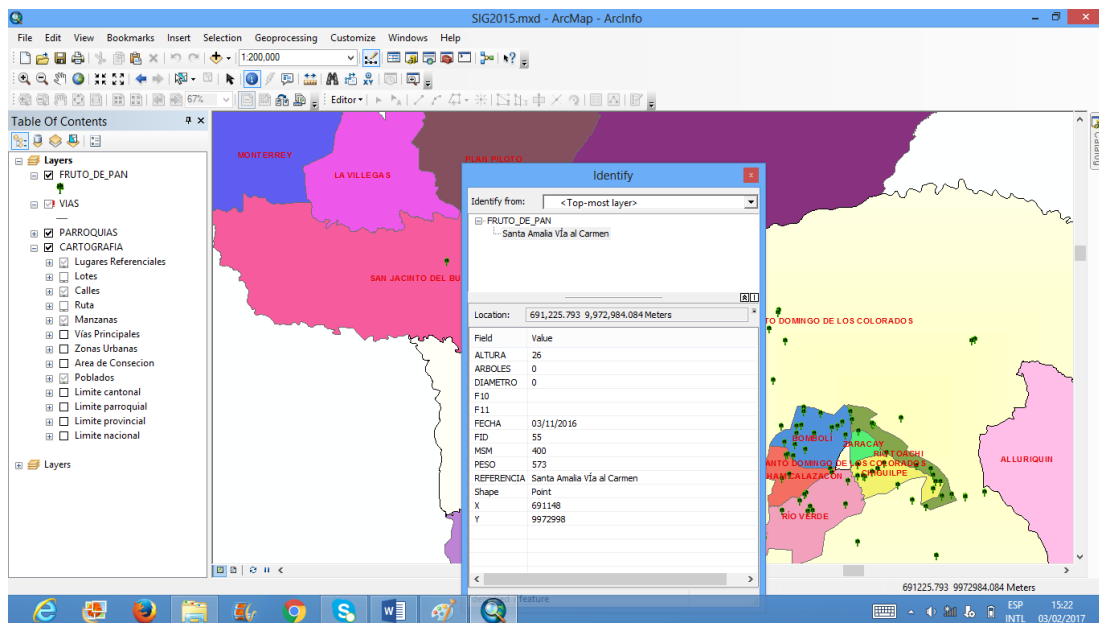 SIG2015.mxd - ArcMap - ArcInfo
File Edit View Bookmarks Insert Selection Geoprocessing Customize Windows Help
1:200,000
67%
Editor
Table Of Contents
Layers
FRUTO_DE_PAN
VIAS
PARROQUIAS
CARTOGRAFIA
Lugares Referenciales
Lotes
Calles
Ruta
Manzanas
Vías Principales
Zonas Urbanas
Area de Consecion
Poblados
Limite cantonal
Limite parroquial
Limite provincial
Limite nacional
Layers
MONTERREY
LA VILLEGAS
PLAN PILOTO
SAN JACINTO DEL BU
TO DOMINGO DE LOS COLORADOS
BOMBOLÍ
ZARACAY
RÍO TOACHI
ANTO DOMINGO DE LOS COLORADOS
CHIGUILPE
RÍO VERDE
ALLURIQUIN
Catalog
Identify
Identify from: <Top-most layer>
FRUTO_DE_PAN
Santa Amalia VÍa al Carmen
Location: 691,225.793 9,972,984.084 Meters
Field Value
ALTURA 26
ARBOLES 0
DIAMETRO 0
F10
F11
FECHA 03/11/2016
FID 55
MSM 400
PESO 573
REFERENCIA Santa Amalia VÍa al Carmen
Shape Point
X 691148
Y 9972998
feature
691225.793 9972984.084 Meters
ESP
INTL
15:22
03/02/2017